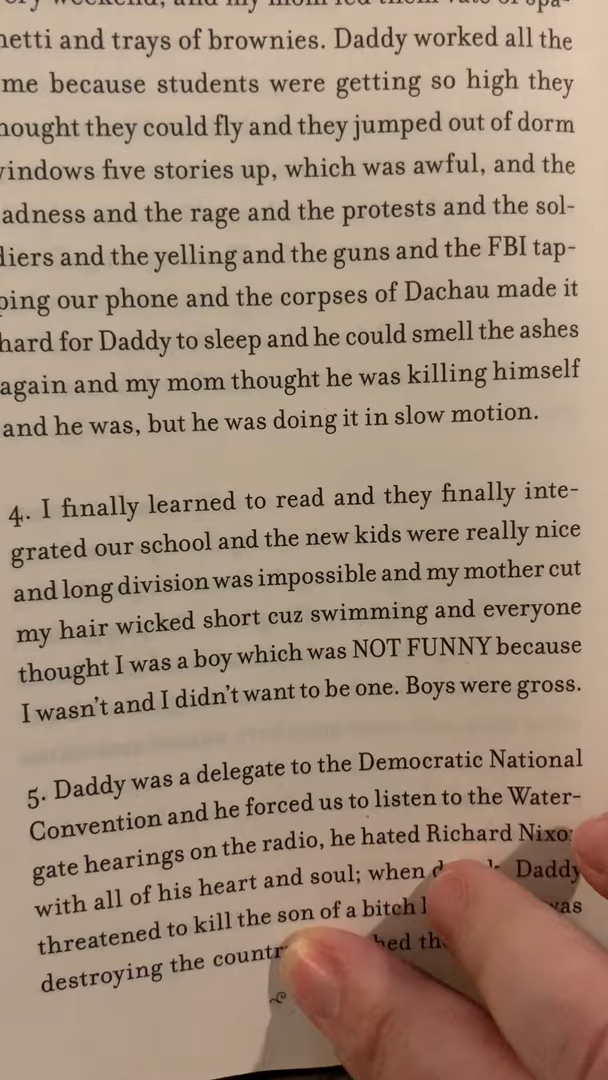 and my mom
and trays of brownies. Daddy worked all the
me because students were getting so high they
hought they could fly and they jumped out of dorm
indows five stories up, which was awful, and the
adness and the rage and the protests and the sol-
diers and the yelling and the guns and the FBI tap-
ping our phone and the corpses of Dachau made it
hard for Daddy to sleep and he could smell the ashes
again and my mom thought he was killing himself
and he was, but he was doing it in slow motion.
4. I finally learned to read and they finally inte-
grated our school and the new kids were really nice
and long division was impossible and my mother cut
my hair wicked short cuz swimming and everyone
thought I was a boy which was NOT FUNNY because
I wasn't and I didn't want to be one. Boys were gross.
5. Daddy was a delegate to the Democratic National
Convention and he forced us to listen to the Water-
gate hearings on the radio, he hated Richard Nixo
with all of his heart and soul; when Daddy
threatened to kill the son of a bitch
destroying the